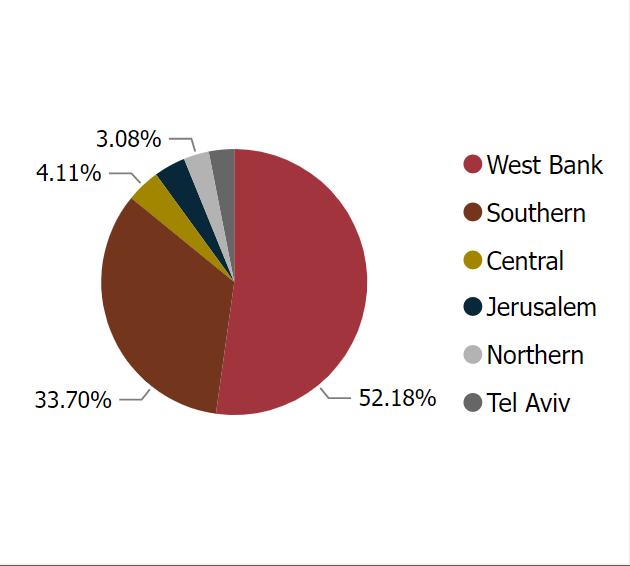 3.08%
4.11%
33.70%
52.18%
West Bank
Southern
Central
Jerusalem
Northern
Tel Aviv